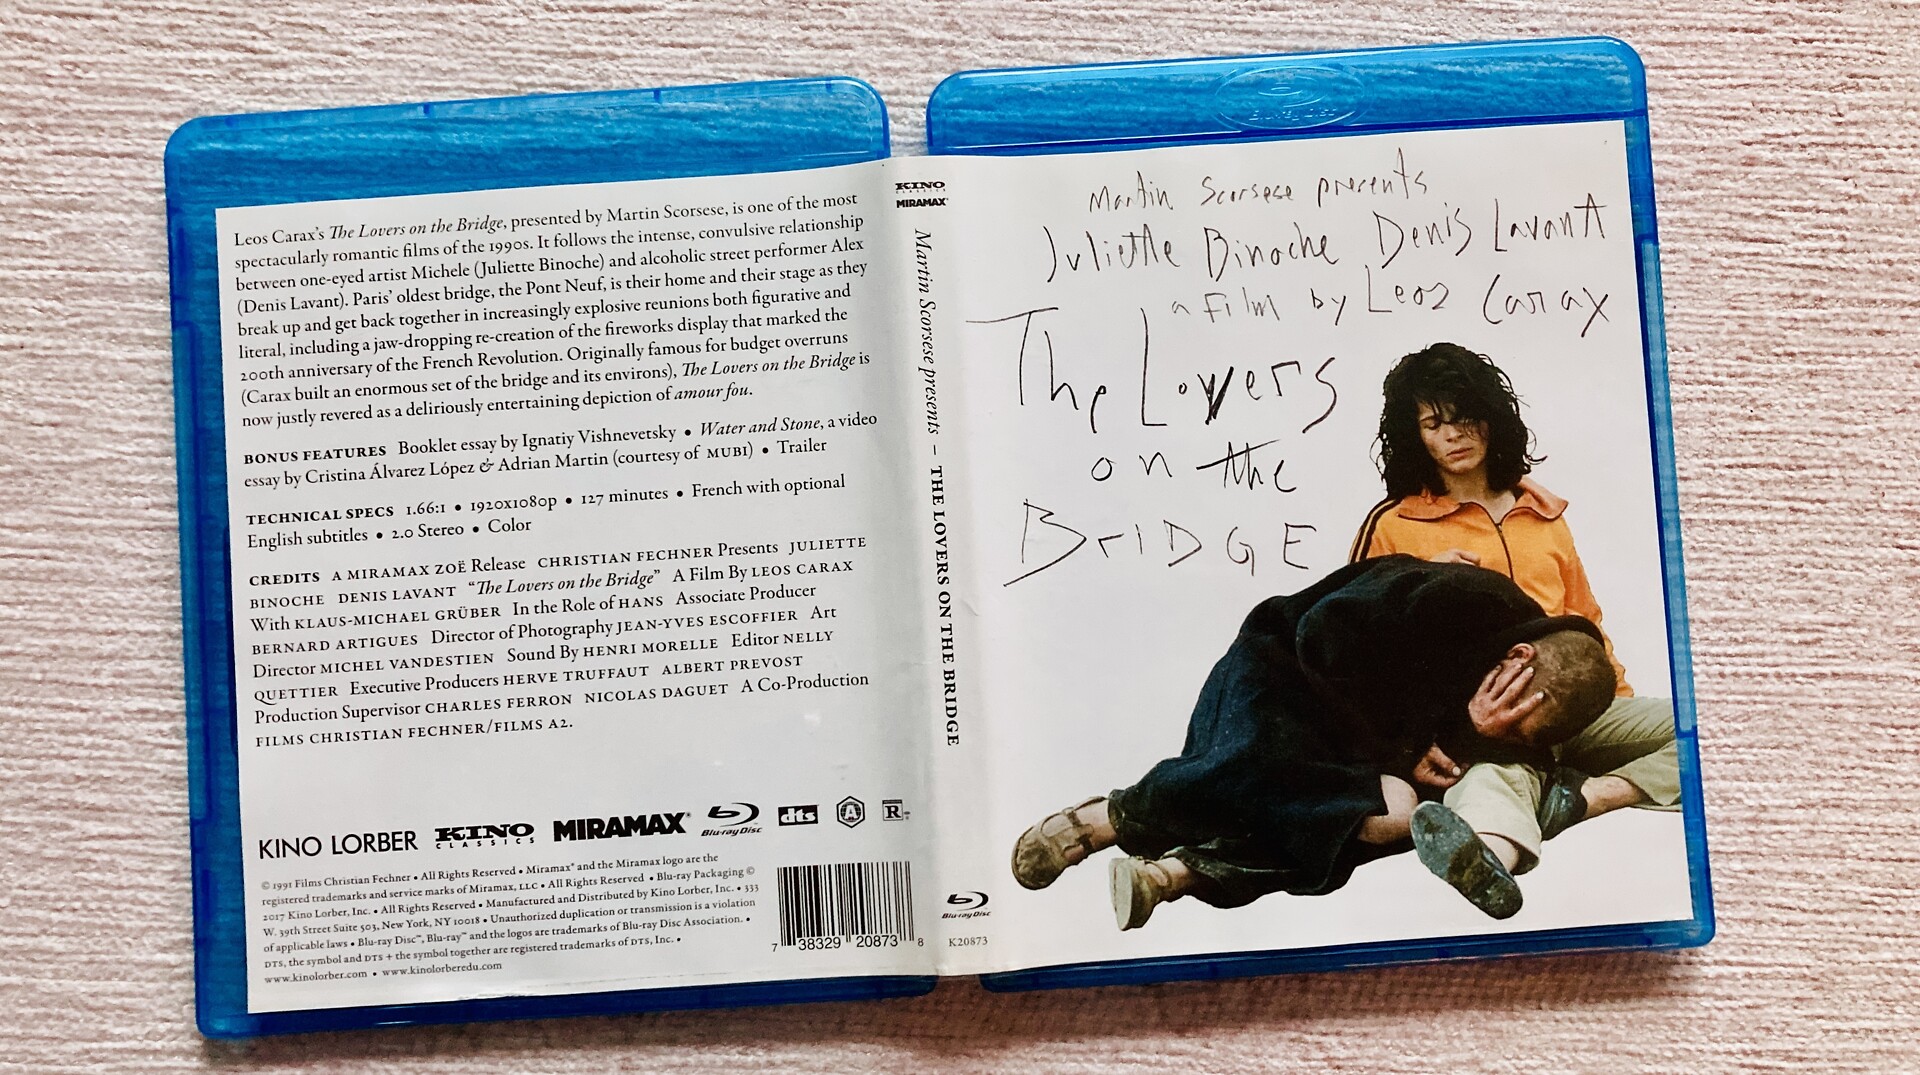 Leos Carax's The Lovers on the Bridge, presented by Martin Scorsese, is one of the most
spectacularly romantic films of the 1990s. It follows the intense, convulsive relationship
between one-eyed artist Michele (Juliette Binoche) and alcoholic street performer Alex
(Denis Lavant). Paris' oldest bridge, the Pont Neuf, is their home and their stage as they
break up and get back together in increasingly explosive reunions both figurative and
literal, including a jaw-dropping re-creation of the fireworks display that marked the
200th anniversary of the French Revolution. Originally famous for budget overruns
(Carax built an enormous set of the bridge and its environs), The Lovers on the Bridge is
now justly revered as a deliriously entertaining depiction of amour fou.
BONUS FEATURES Booklet essay by Ignatiy Vishnevetsky • Water and Stone, a video
essay by Cristina Álvarez López & Adrian Martin (courtesy of MUBI) • Trailer
TECHNICAL SPECS 1.66:1 • 1920x1080p • 127 minutes • French with optional
English subtitles • 2.0 Stereo • Color
CREDITS A MIRAMAX ZOË Release CHRISTIAN FECHNER Presents JULIETTE
BINOCHE DENIS LAVANT "The Lovers on the Bridge" A Film By LEOS CARAX
With KLAUS-MICHAEL GRÜBER In the Role of HANS Associate Producer
BERNARD ARTIGUES Director of Photography JEAN-YVES ESCOFFIER Art
Director MICHEL VANDESTIEN Sound By HENRI MORELLE Editor NELLY
QUETTIER Executive Producers HERVE TRUFFAUT ALBERT PREVOST
Production Supervisor CHARLES FERRON NICOLAS DAGUET A Co-Production
FILMS CHRISTIAN FECHNER/FILMS A2.
KINO LORBER KINO CLASSICS MIRAMAX® Blu-ray Disc dts A R
© 1991 Films Christian Fechner • All Rights Reserved • Miramax® and the Miramax logo are the
registered trademarks and service marks of Miramax, LLC • All Rights Reserved • Blu-ray Packaging ©
2017 Kino Lorber, Inc. • All Rights Reserved • Manufactured and Distributed by Kino Lorber, Inc. • 333
W. 39th Street Suite 503, New York, NY 10018 • Unauthorized duplication or transmission is a violation
of applicable laws • Blu-ray Disc™, Blu-ray™ and the logos are trademarks of Blu-ray Disc Association. •
DTS, the symbol and DTS + the symbol together are registered trademarks of DTS, Inc. •
www.kinolorber.com • www.kinolorberedu.com
7 38329 20873 8
KINO
CLASSICS
MIRAMAX®
Martin Scorsese presents – THE LOVERS ON THE BRIDGE
Blu-ray Disc
K20873
Blu-ray Disc
Martin Scorsese presents
Juliette Binoche Denis Lavant
a Film by Leos Carax
The Lovers
on the
BRIDGE